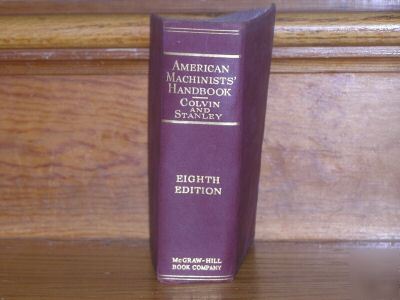 AMERICAN
MACHINISTS'
HANDBOOK
COLVIN
AND
STANLEY
EIGHTH
EDITION
MCGRAW-HILL
BOOK COMPANY